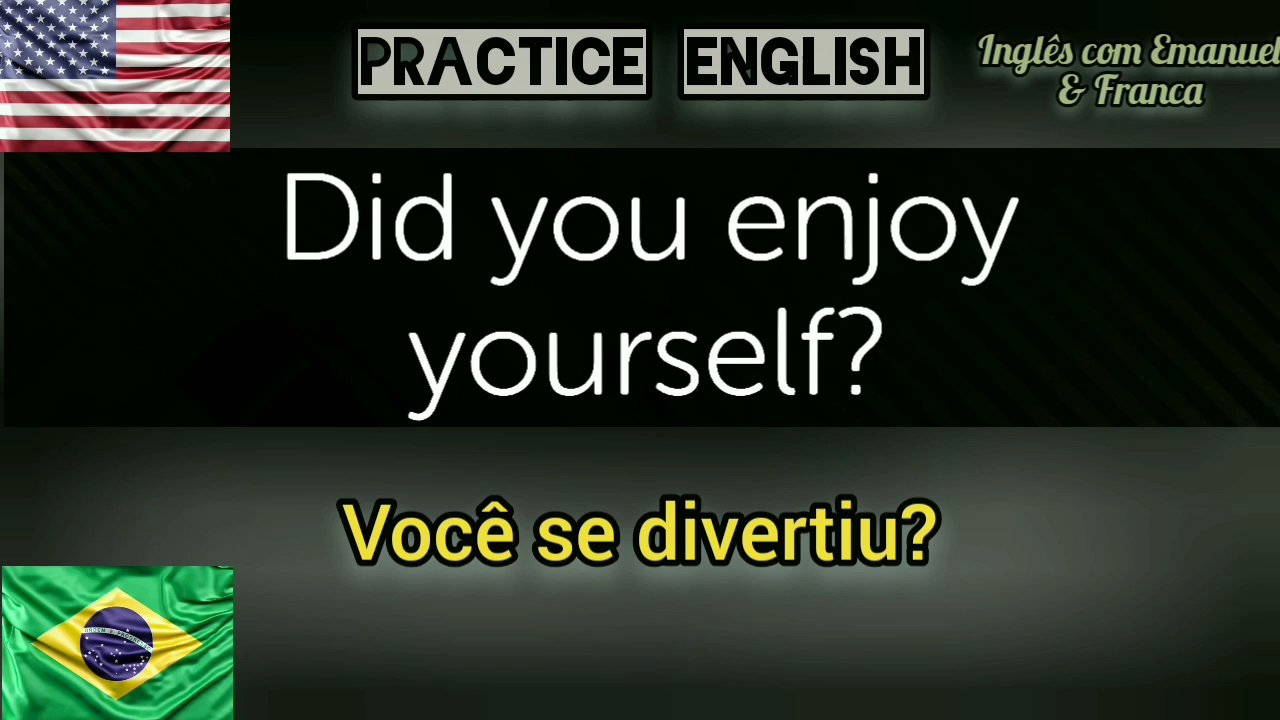 PRACTICE ENGLISH
Inglês com Emanuel
& Franca
Did you enjoy
yourself?
Você se divertiu?